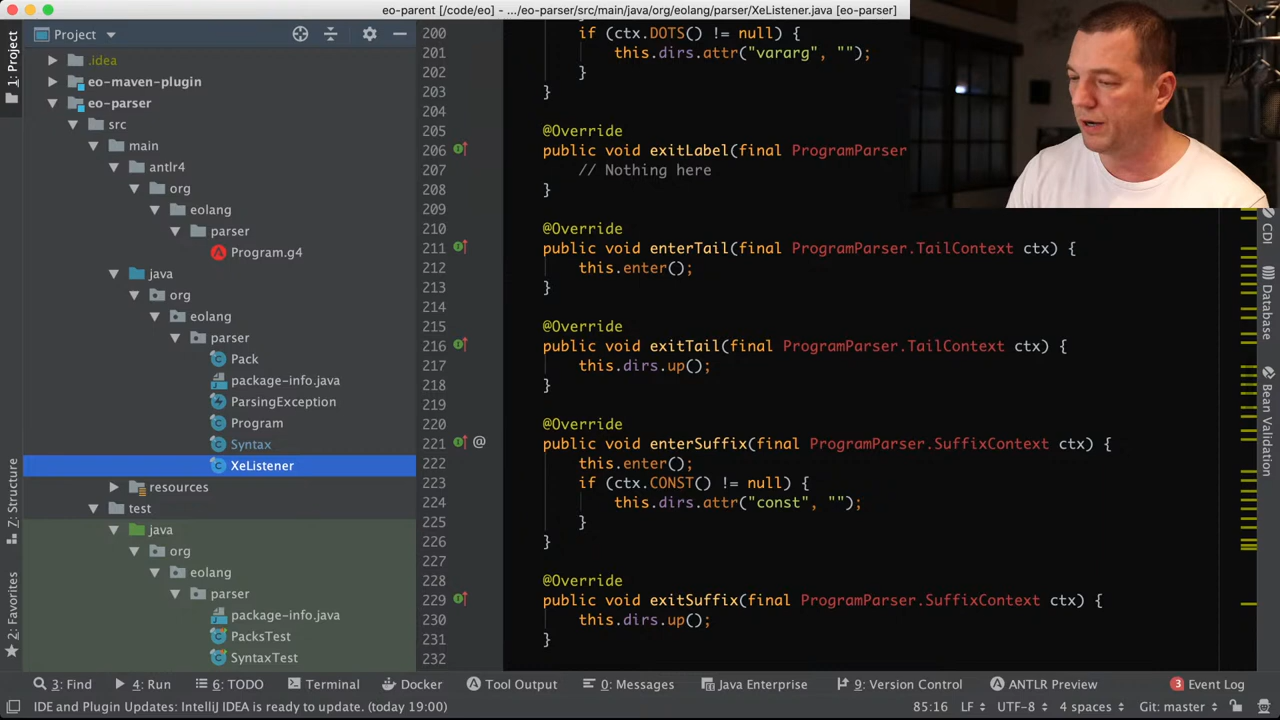 eo-parent [/code/eo] - .../eo-parser/src/main/java/org/eolang/parser/XeListener.java [eo-parser]
1: Project
Project
.idea
eo-maven-plugin
eo-parser
src
main
antlr4
org
eolang
parser
Program.g4
java
org
eolang
parser
Pack
package-info.java
ParsingException
Program
Syntax
XeListener
resources
test
java
org
eolang
parser
package-info.java
PacksTest
SyntaxTest
Z: Structure
2: Favorites
200 if (ctx.DOTS() != null) {
201 this.dirs.attr("vararg", "");
202 }
203 }
204
205 @Override
206 public void exitLabel(final ProgramParser
207 // Nothing here
208 }
209
210 @Override
211 public void enterTail(final ProgramParser.TailContext ctx) {
212 this.enter();
213 }
214
215 @Override
216 public void exitTail(final ProgramParser.TailContext ctx) {
217 this.dirs.up();
218 }
219
220 @Override
221 @ public void enterSuffix(final ProgramParser.SuffixContext ctx) {
222 this.enter();
223 if (ctx.CONST() != null) {
224 this.dirs.attr("const", "");
225 }
226 }
227
228 @Override
229 public void exitSuffix(final ProgramParser.SuffixContext ctx) {
230 this.dirs.up();
231 }
232
CDI
Database
Bean Validation
3: Find 4: Run 6: TODO Terminal Docker Tool Output 0: Messages Java Enterprise 9: Version Control ANTLR Preview 3 Event Log
IDE and Plugin Updates: IntelliJ IDEA is ready to update. (today 19:00) 85:16 LF UTF-8 4 spaces Git: master